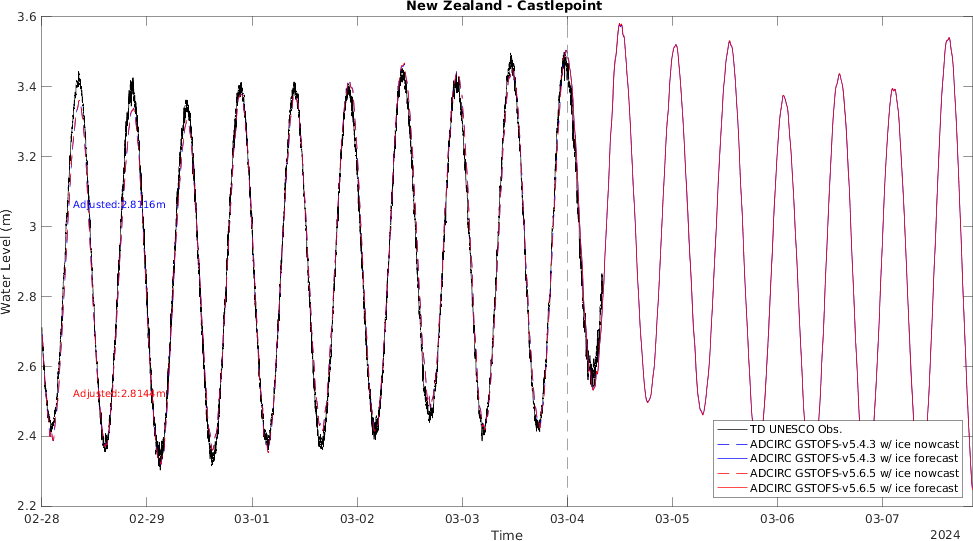 New Zealand - Castlepoint
Water Level (m)
3.6
3.4
3.2
3
2.8
2.6
2.4
2.2
Adjusted:2.8116m
Adjusted:2.8144m
TD UNESCO Obs.
ADCIRC GSTOFS-v5.4.3 w/ ice nowcast
ADCIRC GSTOFS-v5.4.3 w/ ice forecast
ADCIRC GSTOFS-v5.6.5 w/ ice nowcast
ADCIRC GSTOFS-v5.6.5 w/ ice forecast
02-28 02-29 03-01 03-02 03-03 03-04 03-05 03-06 03-07
Time
2024